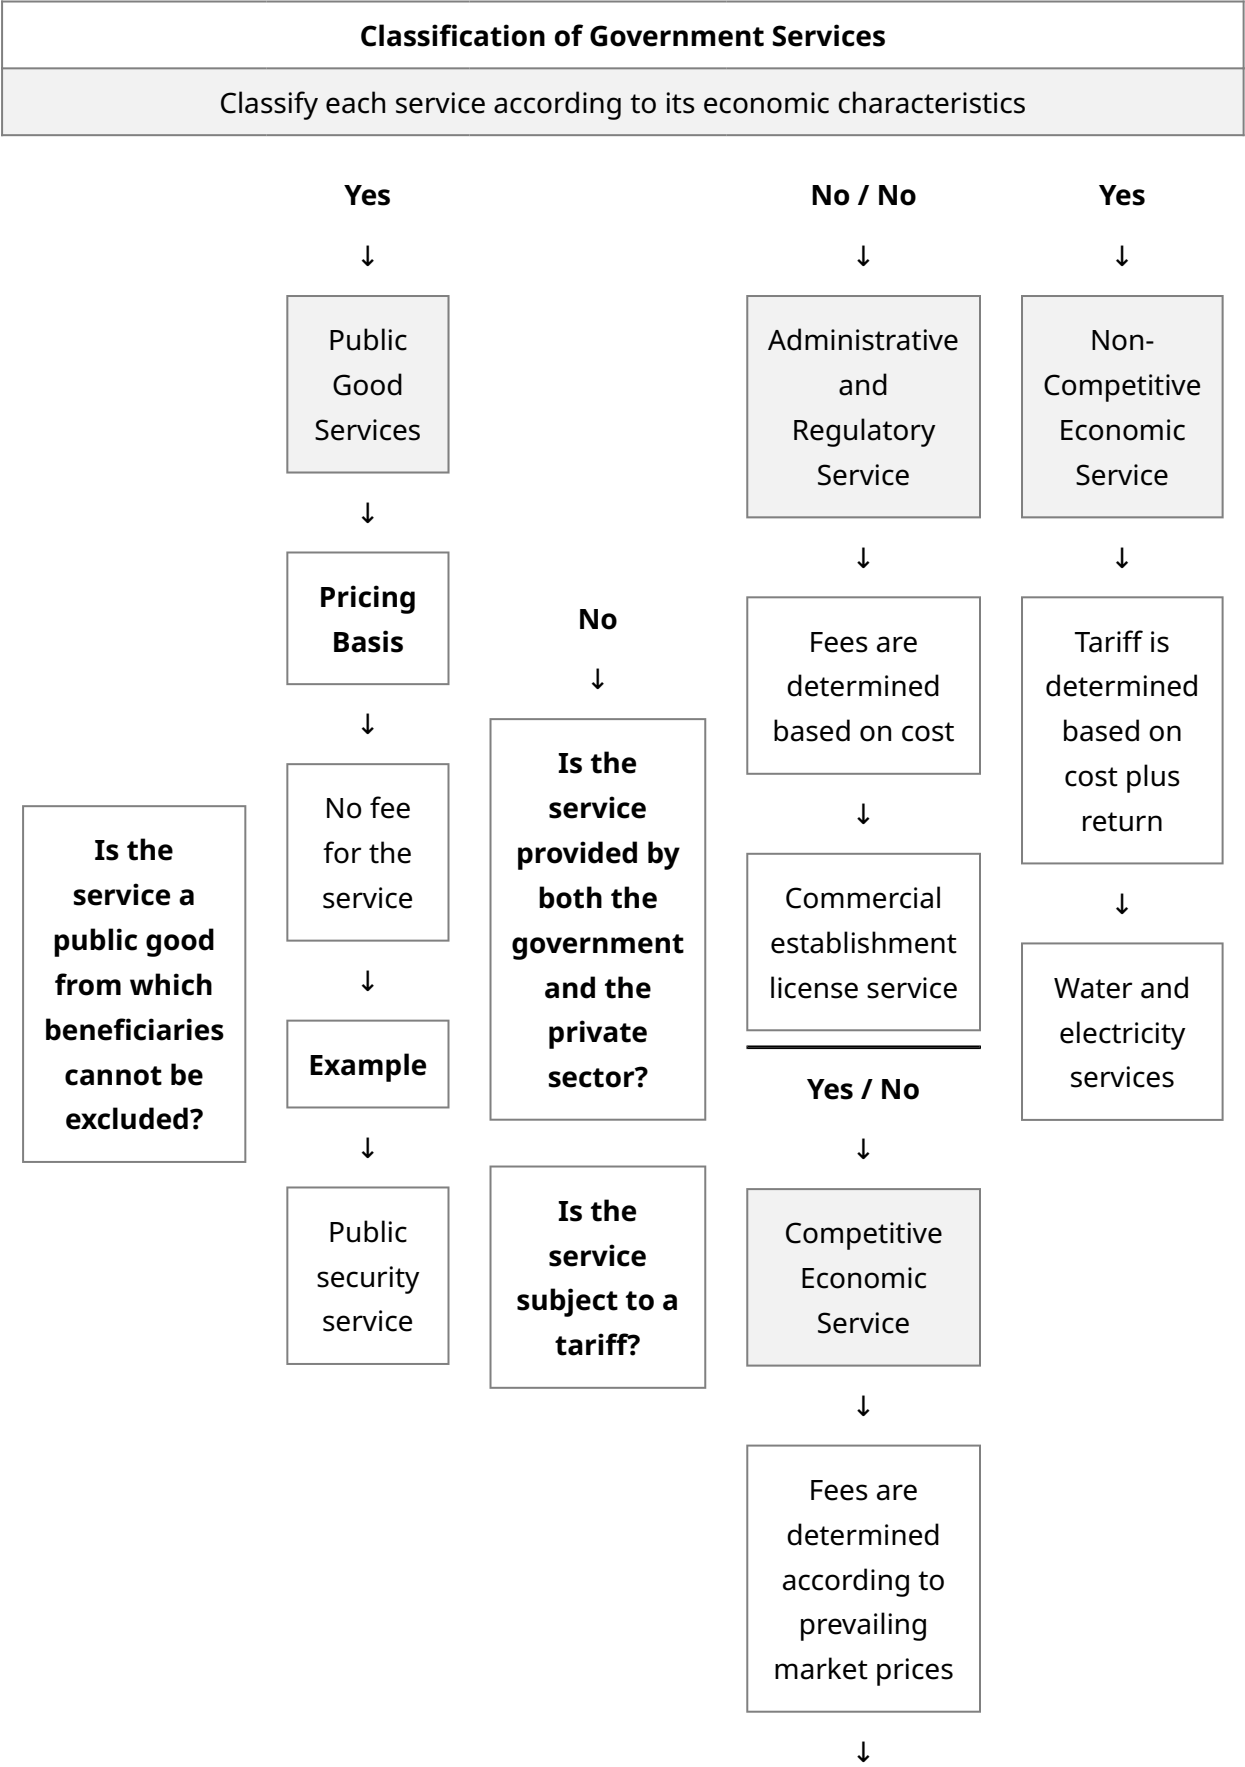 Classification of Government Services
Classify each service according to its economic characteristics
Is the
service a
public good
from which
beneficiaries
cannot be
excluded?
Yes
↓
Public
Good
Services
↓
Pricing
Basis
↓
No fee
for the
service
↓
Example
↓
Public
security
service
No
↓
Is the
service
provided by
both the
government
and the
private
sector?
Is the
service
subject to a
tariff?
No / No
↓
Administrative
and
Regulatory
Service
↓
Fees are
determined
based on cost
↓
Commercial
establishment
license service
Yes / No
↓
Competitive
Economic
Service
↓
Fees are
determined
according to
prevailing
market prices
↓
Yes
↓
Non-
Competitive
Economic
Service
↓
Tariff is
determined
based on
cost plus
return
↓
Water and
electricity
services